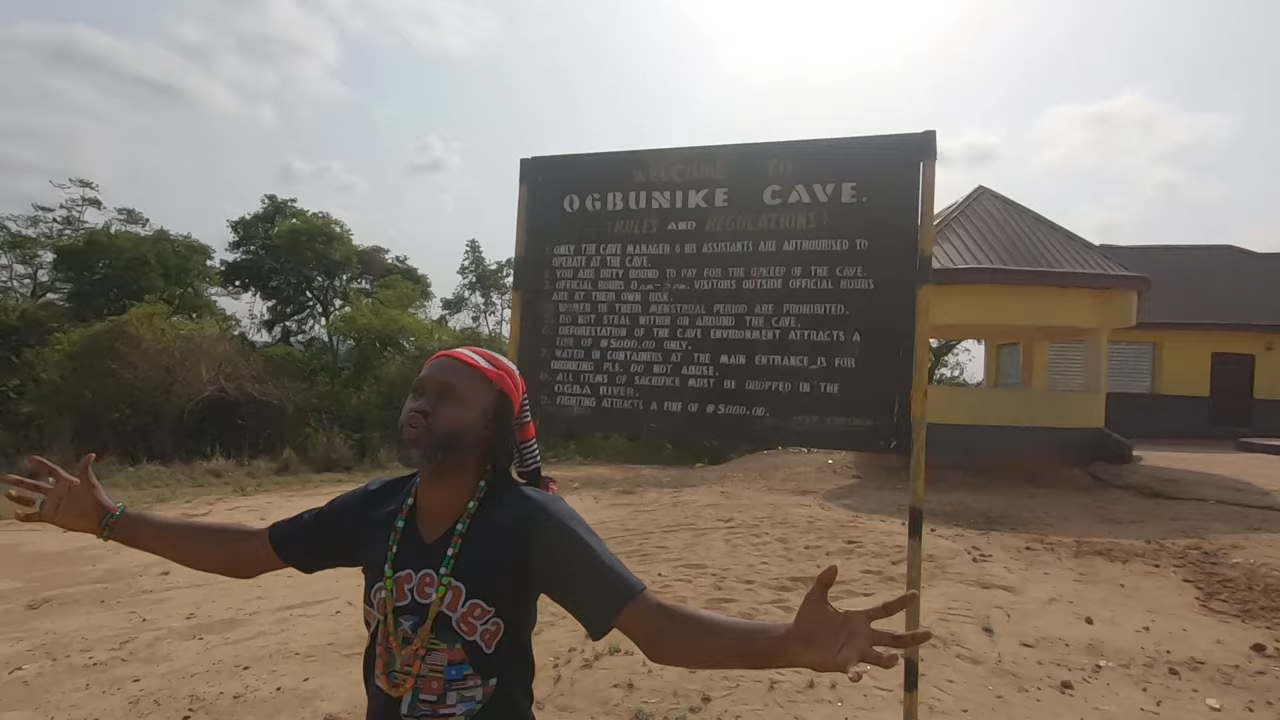 WELCOME TO
OGBUNIKE CAVE.
(RULES AND REGULATIONS)
ONLY THE CAVE MANAGER & HIS ASSISTANTS ARE AUTHOURISED TO
OPERATE AT THE CAVE.
YOU ARE DUTY BOUND TO PAY FOR THE UPKEEP OF THE CAVE.
OFFICIAL HOURS VISITORS OUTSIDE OFFICIAL HOURS
ARE AT THEIR OWN RISK.
WOMEN IN THEIR MENSTRUAL PERIOD ARE PROHIBITED.
DO NOT STEAL WITHIN OR AROUND THE CAVE.
DEFORESTATION OF THE CAVE ENVIRONMENT ATTRACTS A
FINE OF ₦5000.00 ONLY.
WATER IN CONTAINERS AT THE MAIN ENTRANCE IS FOR
DRINKING PLS. DO NOT ABUSE.
ALL ITEMS OF SACRIFICE MUST BE DROPPED IN THE
OGBA RIVER.
FIGHTING ATTRACTS A FINE OF ₦5000.00.